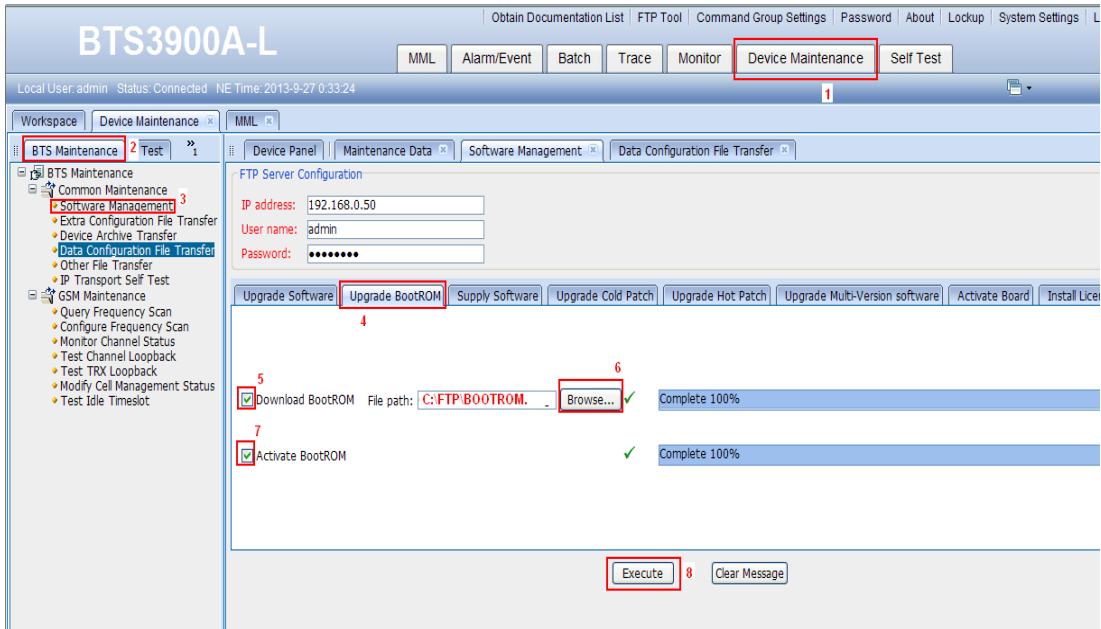 Obtain Documentation List | FTP Tool | Command Group Settings | Password | About | Lockup | System Settings | L
BTS3900A-L
MML Alarm/Event Batch Trace Monitor Device Maintenance Self Test
Local User: admin Status: Connected NE Time: 2013-9-27 0:33:24
1
Workspace Device Maintenance MML
BTS Maintenance 2 Test » 1
Device Panel Maintenance Data Software Management Data Configuration File Transfer
BTS Maintenance
Common Maintenance
Software Management 3
Extra Configuration File Transfer
Device Archive Transfer
Data Configuration File Transfer
Other File Transfer
IP Transport Self Test
GSM Maintenance
Query Frequency Scan
Configure Frequency Scan
Monitor Channel Status
Test Channel Loopback
Test TRX Loopback
Modify Cell Management Status
Test Idle Timeslot
FTP Server Configuration
IP address: 192.168.0.50
User name: admin
Password: ••••••••
Upgrade Software Upgrade BootROM Supply Software Upgrade Cold Patch Upgrade Hot Patch Upgrade Multi-Version software Activate Board Install Licen
4
6
5
Download BootROM File path: C:\FTP\BOOTROM. Browse... Complete 100%
7
Activate BootROM Complete 100%
Execute 8 Clear Message